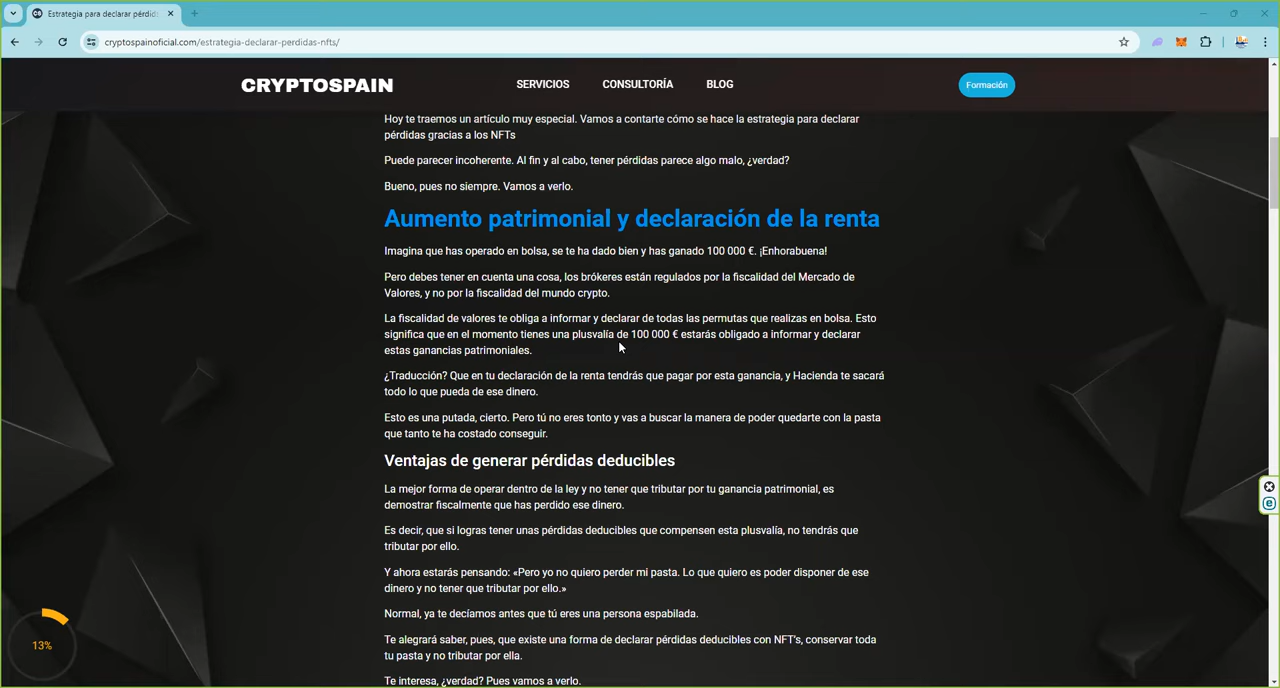 Estrategia para declarar pérdid
cryptospainoficial.com/estrategia-declarar-perdidas-nfts/
CRYPTOSPAIN
SERVICIOS
CONSULTORÍA
BLOG
Formación
Hoy te traemos un artículo muy especial. Vamos a contarte cómo se hace la estrategia para declarar
pérdidas gracias a los NFTs
Puede parecer incoherente. Al fin y al cabo, tener pérdidas parece algo malo, ¿verdad?
Bueno, pues no siempre. Vamos a verlo.
Aumento patrimonial y declaración de la renta
Imagina que has operado en bolsa, se te ha dado bien y has ganado 100 000 €. ¡Enhorabuena!
Pero debes tener en cuenta una cosa, los brókeres están regulados por la fiscalidad del Mercado de
Valores, y no por la fiscalidad del mundo crypto.
La fiscalidad de valores te obliga a informar y declarar de todas las permutas que realizas en bolsa. Esto
significa que en el momento tienes una plusvalía de 100 000 € estarás obligado a informar y declarar
estas ganancias patrimoniales.
¿Traducción? Que en tu declaración de la renta tendrás que pagar por esta ganancia, y Hacienda te sacará
todo lo que pueda de ese dinero.
Esto es una putada, cierto. Pero tú no eres tonto y vas a buscar la manera de poder quedarte con la pasta
que tanto te ha costado conseguir.
Ventajas de generar pérdidas deducibles
La mejor forma de operar dentro de la ley y no tener que tributar por tu ganancia patrimonial, es
demostrar fiscalmente que has perdido ese dinero.
Es decir, que si logras tener unas pérdidas deducibles que compensen esta plusvalía, no tendrás que
tributar por ello.
Y ahora estarás pensando: «Pero yo no quiero perder mi pasta. Lo que quiero es poder disponer de ese
dinero y no tener que tributar por ello.»
Normal, ya te decíamos antes que tú eres una persona espabilada.
Te alegrará saber, pues, que existe una forma de declarar pérdidas deducibles con NFT's, conservar toda
tu pasta y no tributar por ella.
Te interesa, ¿verdad? Pues vamos a verlo.
13%